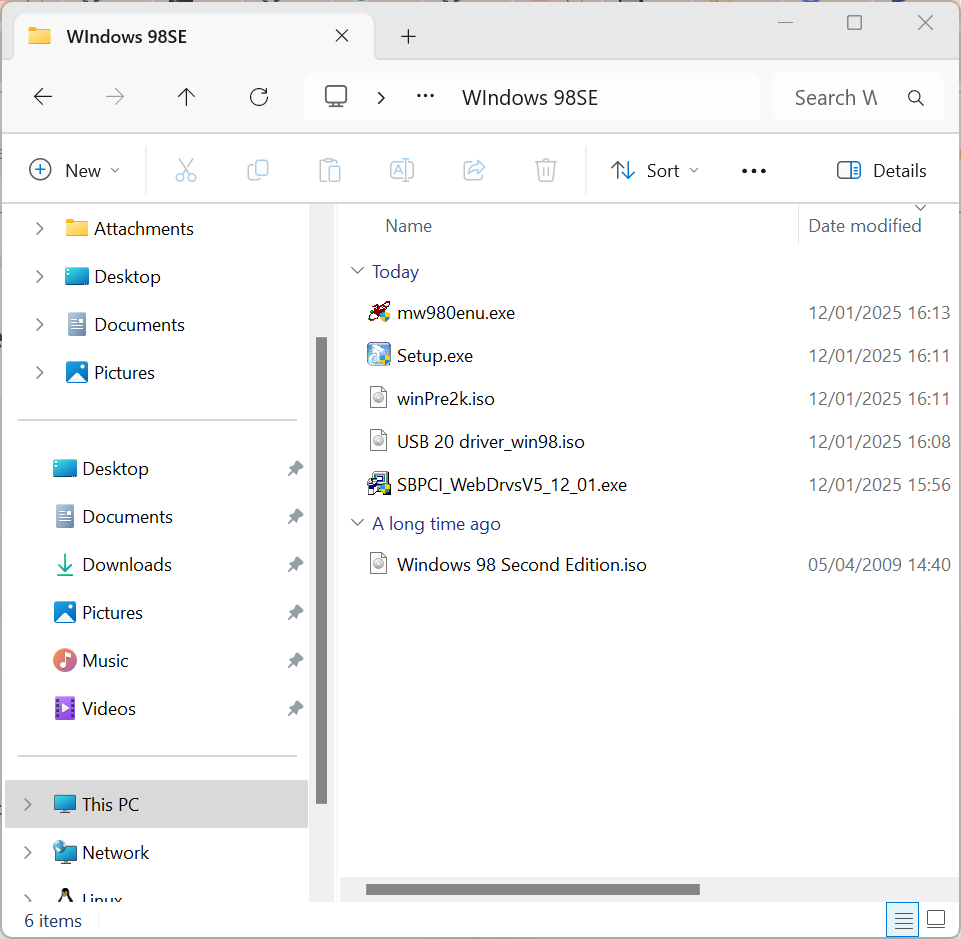 WIndows 98SE
WIndows 98SE
Search W
New
Sort
Details
Attachments
Desktop
Documents
Pictures
Desktop
Documents
Downloads
Pictures
Music
Videos
This PC
Network
Linux
Name
Date modified
Today
mw980enu.exe 12/01/2025 16:13
Setup.exe 12/01/2025 16:11
winPre2k.iso 12/01/2025 16:11
USB 20 driver_win98.iso 12/01/2025 16:08
SBPCI_WebDrvsV5_12_01.exe 12/01/2025 15:56
A long time ago
Windows 98 Second Edition.iso 05/04/2009 14:40
6 items